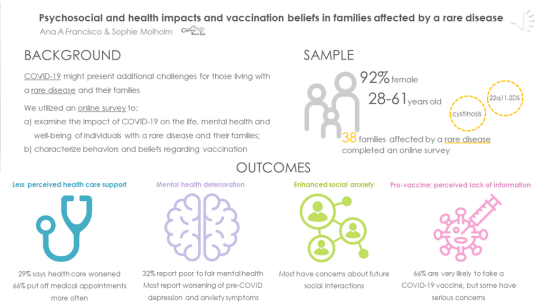 Psychosocial and health impacts and vaccination beliefs in families affected by a rare disease
Ana A Francisco & Sophie Molholm
BACKGROUND
COVID-19 might present additional challenges for those living with
a rare disease and their families
We utilized an online survey to:
a) examine the impact of COVID-19 on the life, mental health and
well-being of individuals with a rare disease and their families;
b) characterize behaviors and beliefs regarding vaccination
SAMPLE
92% female
28-61 years old
cystinosis
22q11.2DS
38 families affected by a rare disease
completed an online survey
OUTCOMES
Less perceived health care support
29% says health care worsened
66% put off medical appointments
more often
Mental health deterioration
32% report poor to fair mental health
Most report worsening of pre-COVID
depression and anxiety symptoms
Enhanced social anxiety
Most have concerns about future
social interactions
Pro-vaccine; perceived lack of information
66% are very likely to take a
COVID-19 vaccine, but some have
serious concerns